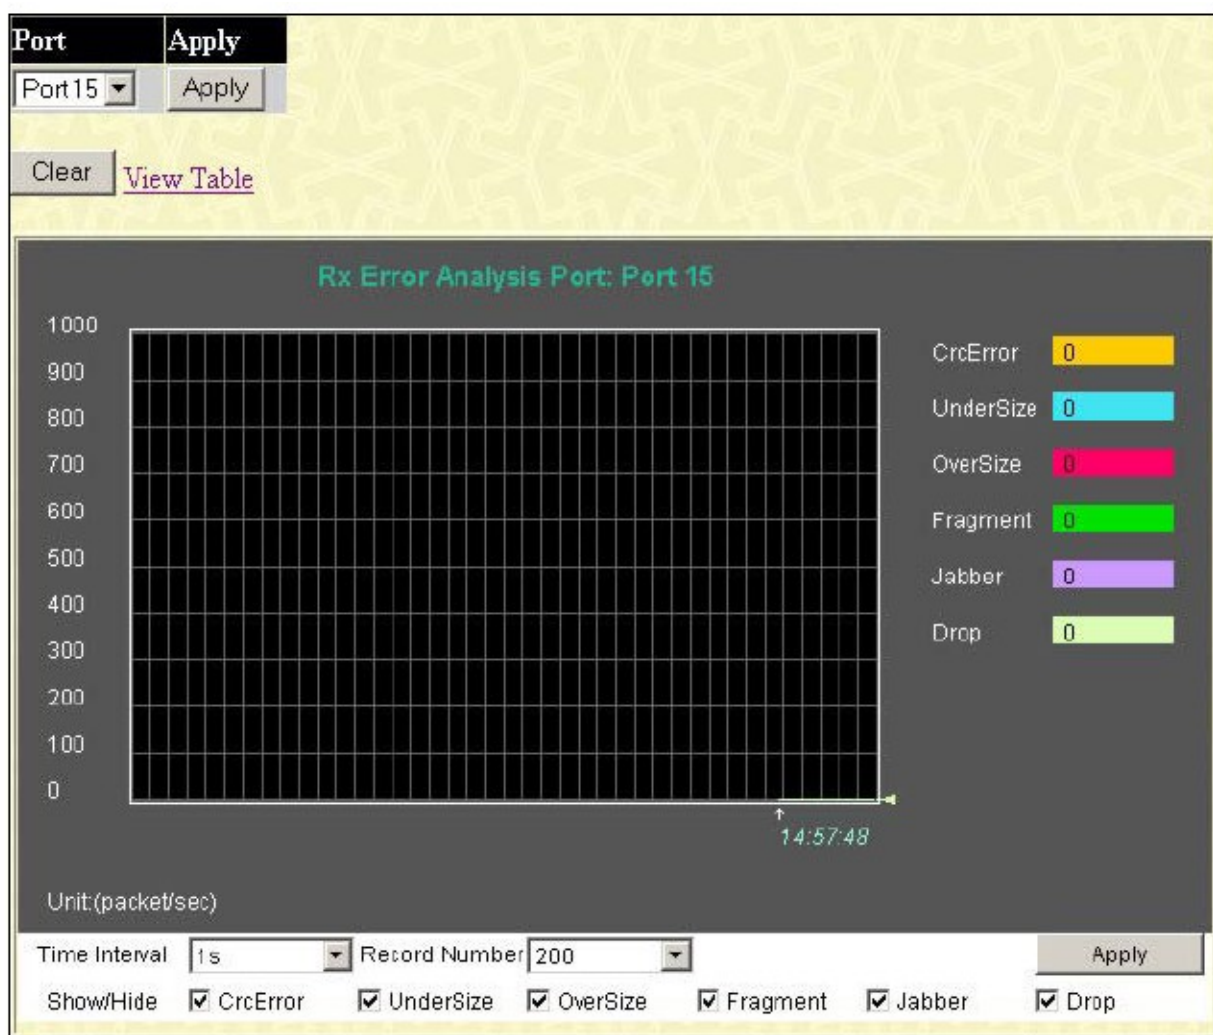 Port Apply
Port 15 Apply
Clear View Table
Rx Error Analysis Port: Port 15
1000
900
800
700
600
500
400
300
200
100
0
CrcError 0
UnderSize 0
OverSize 0
Fragment 0
Jabber 0
Drop 0
14:57:48
Unit:(packet/sec)
Time Interval 1s Record Number 200 Apply
Show/Hide CrcError UnderSize OverSize Fragment Jabber Drop